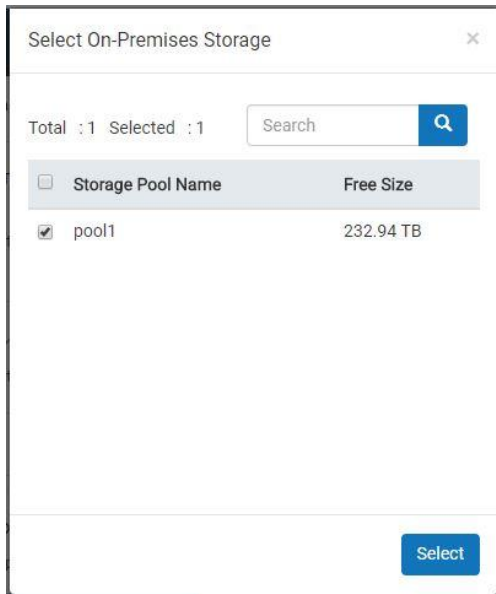 Select On-Premises Storage ×
Total : 1 Selected : 1 Search
Storage Pool Name Free Size
pool1 232.94 TB
Select